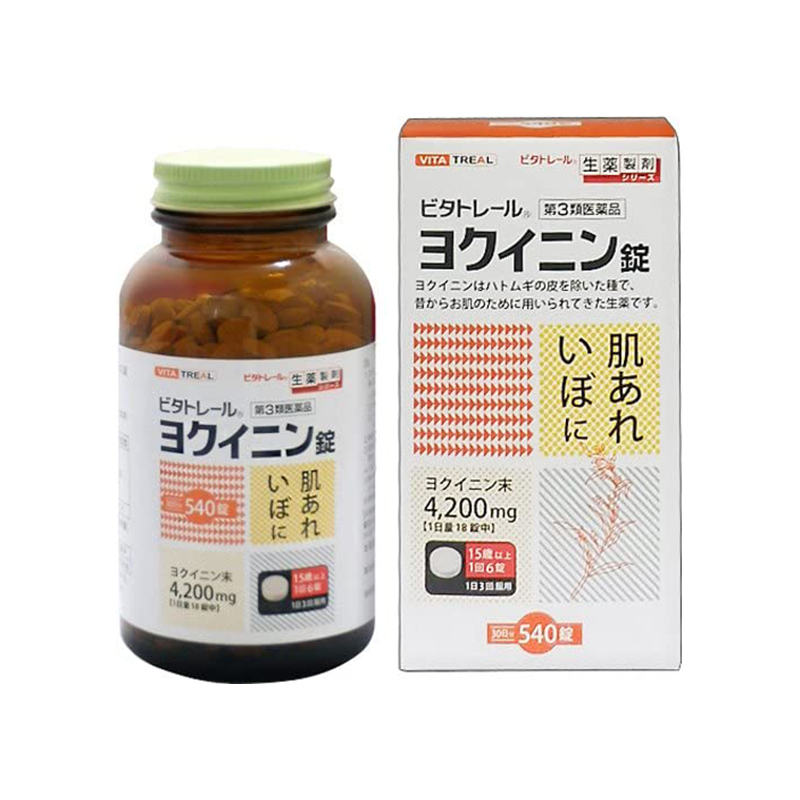 VITA TREAL
ビタトレール® 生薬製剤
シリーズ
ビタトレール® 第3類医薬品
ヨクイニン錠
肌あれ
いぼに
540錠
ヨクイニン末
4,200mg
【1日量18錠中】
15歳以上
1回6錠
1日3回服用
VITA TREAL
ビタトレール® 生薬製剤
シリーズ
ビタトレール® 第3類医薬品
ヨクイニン錠
ヨクイニンはハトムギの皮を除いた種で、
昔からお肌のために用いられてきた生薬です。
肌あれ
いぼに
ヨクイニン末
4,200mg
【1日量18錠中】
15歳以上
1回6錠
1日3回服用
30日分 540錠